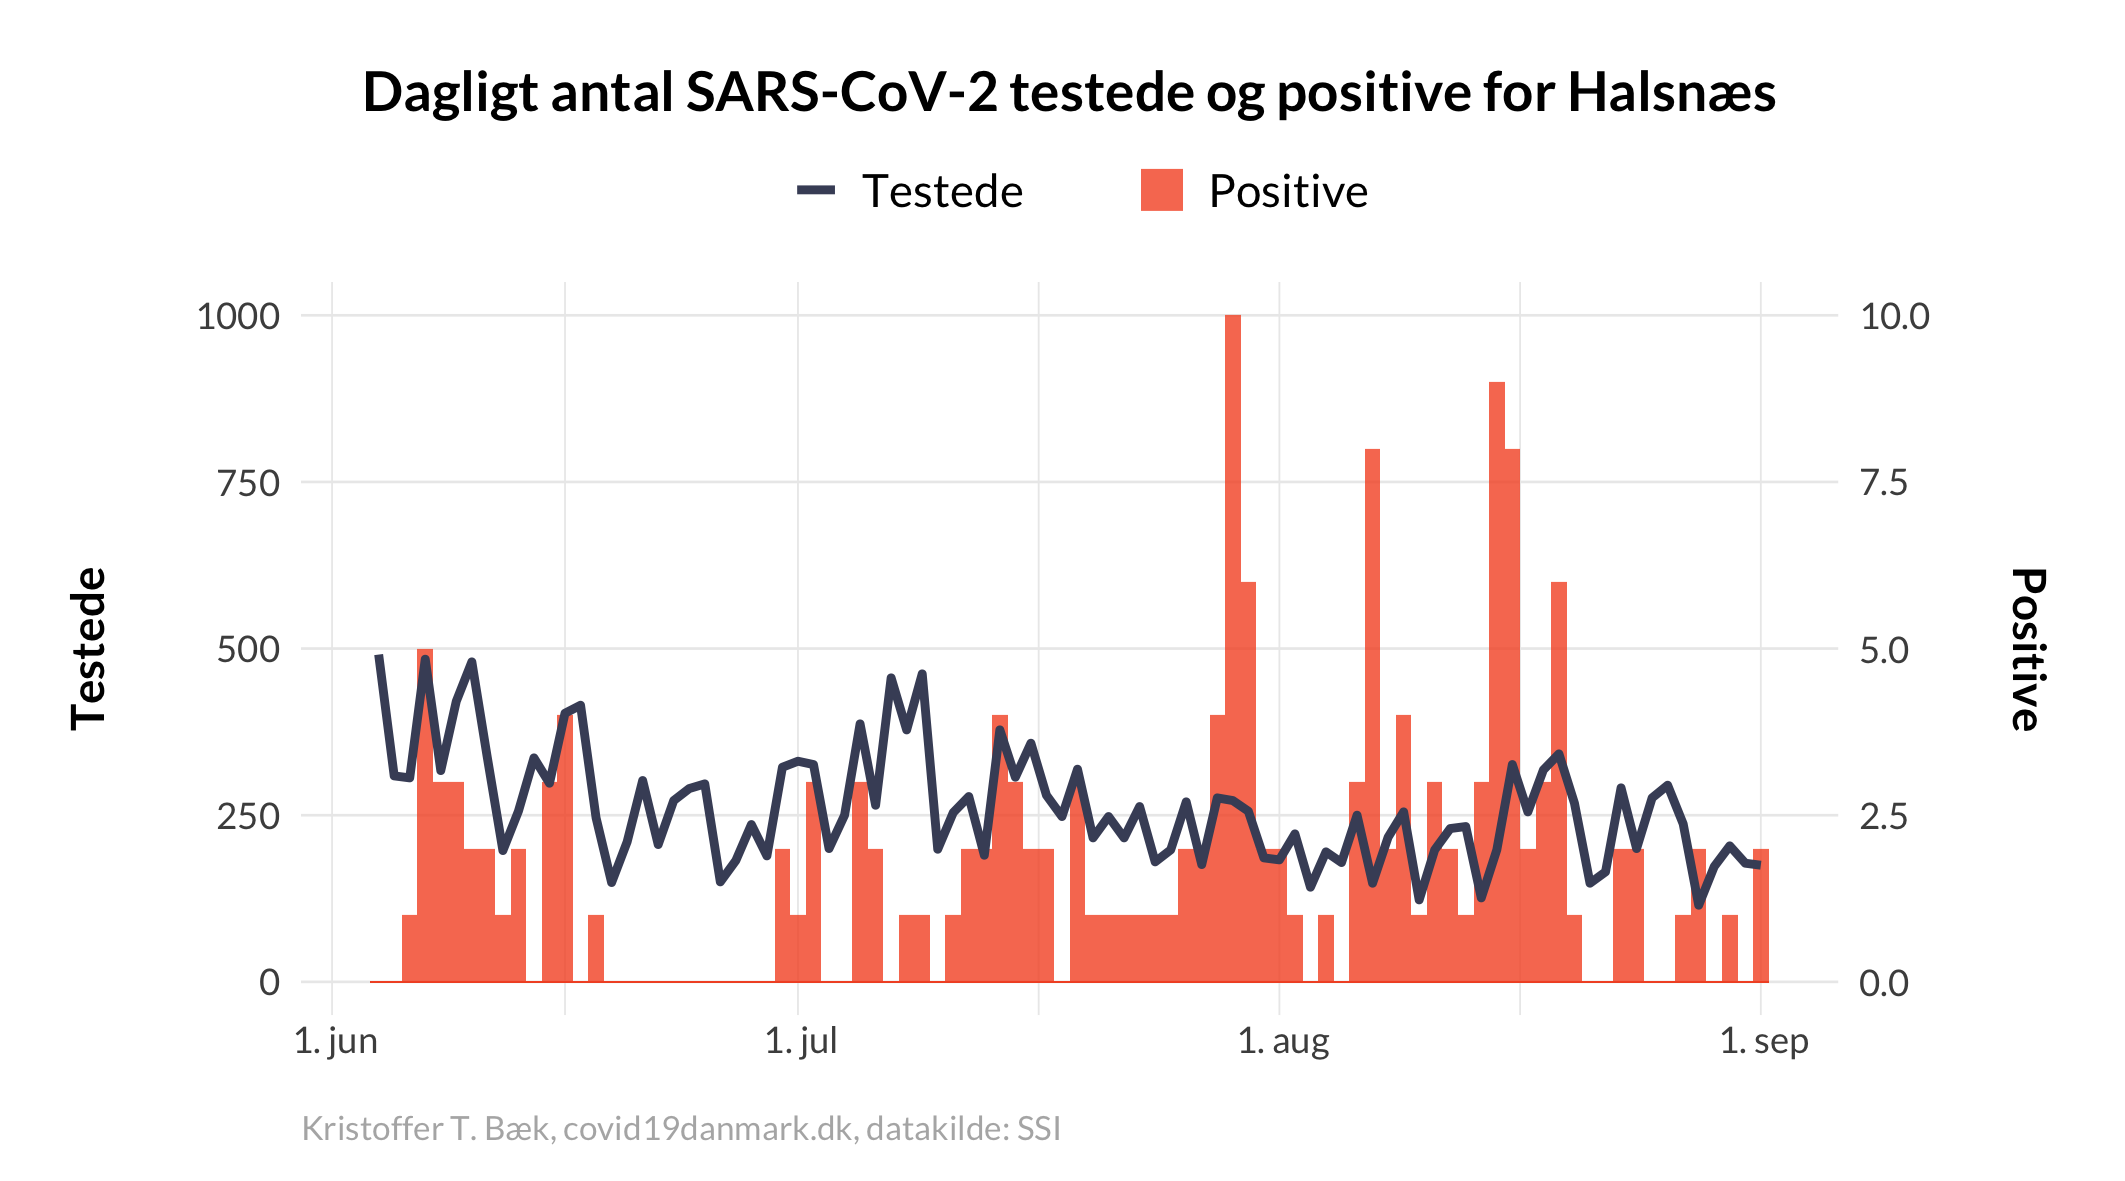 Dagligt antal SARS-CoV-2 testede og positive for Halsnæs
Testede
Positive
1000
750
500
250
0
Testede
10.0
7.5
5.0
2.5
0.0
Positive
1. jun
1. jul
1. aug
1. sep
Kristoffer T. Bæk, covid19danmark.dk, datakilde: SSI